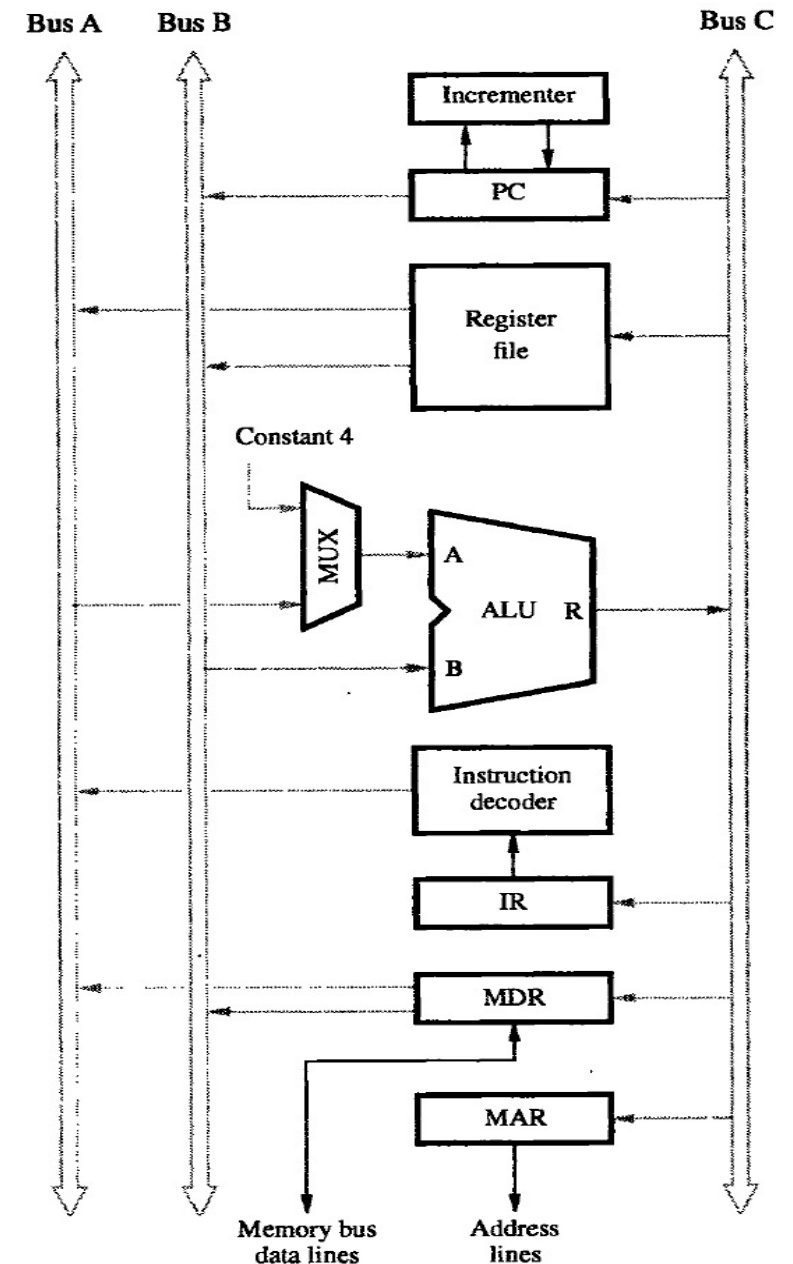 Bus A
Bus B
Bus C
Incrementer
PC
Register
file
Constant 4
MUX
A
ALU
R
B
Instruction
decoder
IR
MDR
MAR
Memory bus
data lines
Address
lines